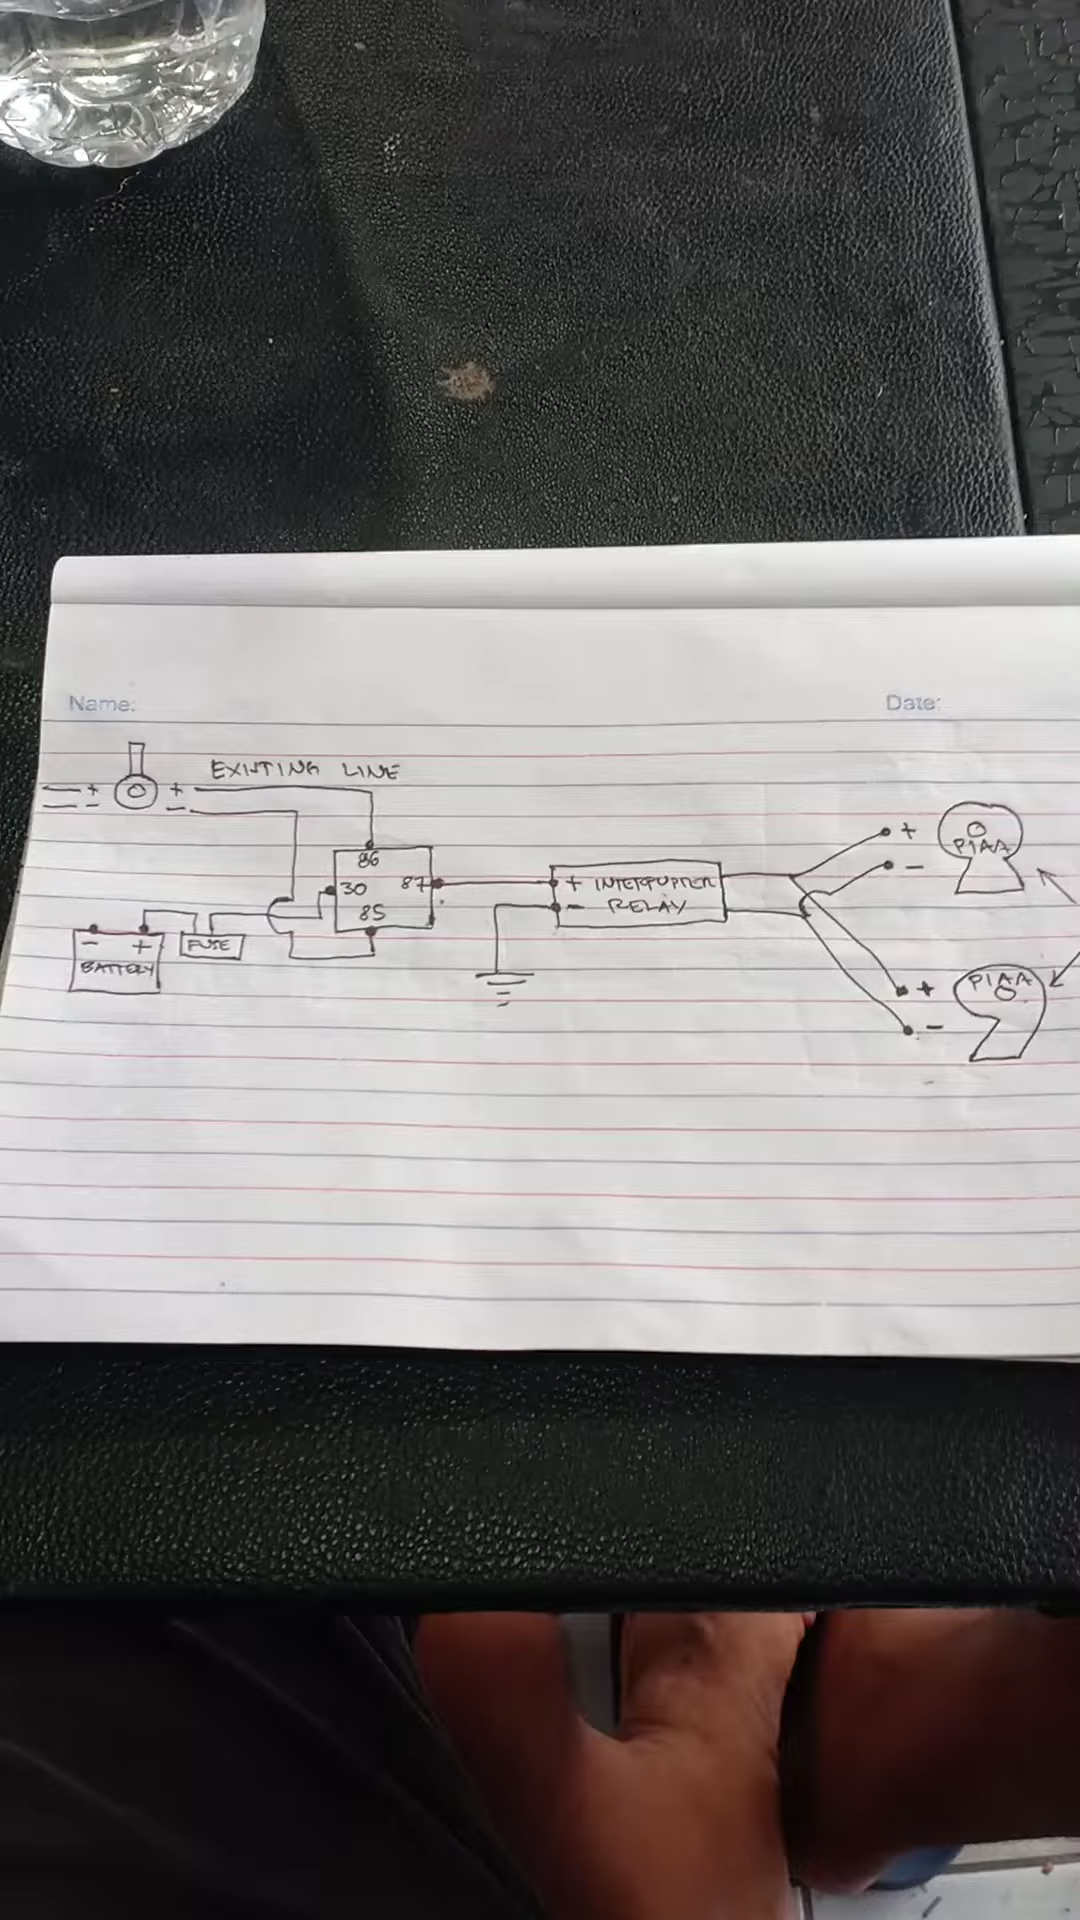 Name:
Date:
EXISTING LINE
+ +
- -
86
30 87
85
+ INTERRUPTER
- RELAY
+
-
PIAA
- +
BATTERY
FUSE
+
-
PIAA